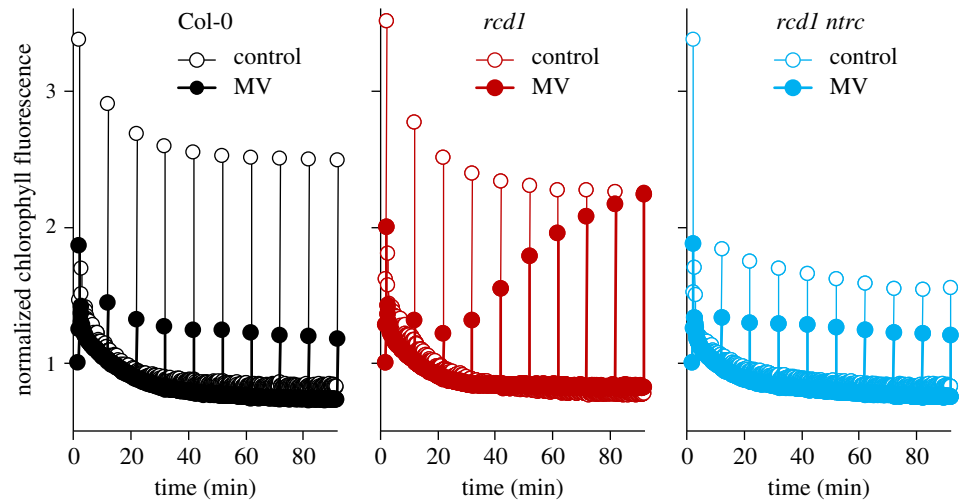 Col-0
control
MV
rcd1
control
MV
rcd1 ntrc
control
MV
normalized chlorophyll fluorescence
3
2
1
0 20 40 60 80
time (min)
0 20 40 60 80
time (min)
0 20 40 60 80
time (min)